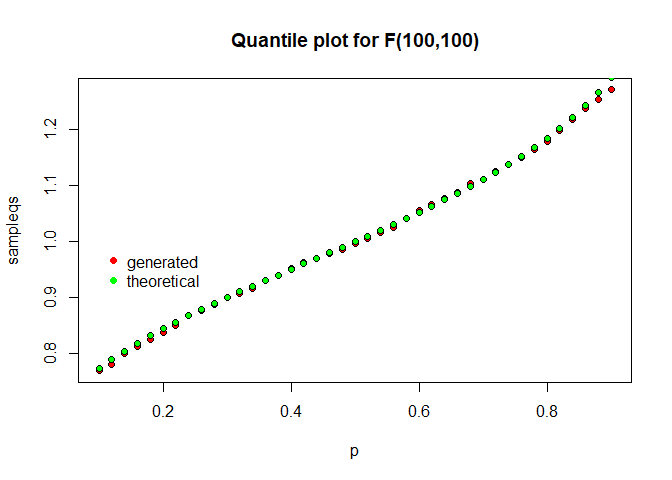 Quantile plot for F(100,100)
sampleqs
1.2
1.1
1.0
0.9
0.8
generated
theoretical
0.2 0.4 0.6 0.8
p